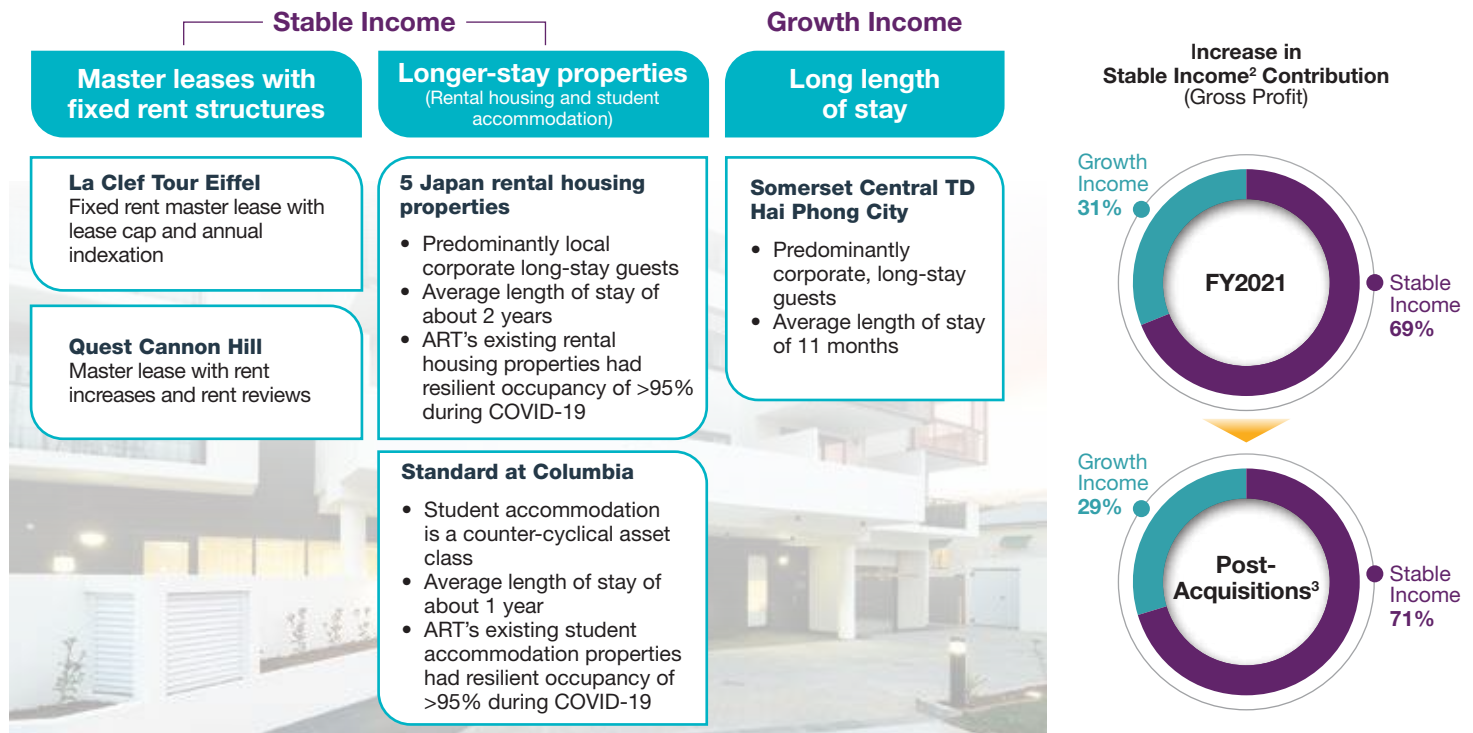 Stable Income
Growth Income
Master leases with
fixed rent structures
Longer-stay properties
(Rental housing and student
accommodation)
Long length
of stay
La Clef Tour Eiffel
Fixed rent master lease with
lease cap and annual
indexation
Quest Cannon Hill
Master lease with rent
increases and rent reviews
5 Japan rental housing
properties
• Predominantly local
corporate long-stay guests
• Average length of stay of
about 2 years
• ART’s existing rental
housing properties had
resilient occupancy of >95%
during COVID-19
Standard at Columbia
• Student accommodation
is a counter-cyclical asset
class
• Average length of stay of
about 1 year
• ART’s existing student
accommodation properties
had resilient occupancy of
>95% during COVID-19
Somerset Central TD
Hai Phong City
• Predominantly
corporate, long-stay
guests
• Average length of stay
of 11 months
Increase in
Stable Income² Contribution
(Gross Profit)
Growth
Income
31%
FY2021
Stable
Income
69%
Growth
Income
29%
Post-
Acquisitions³
Stable
Income
71%